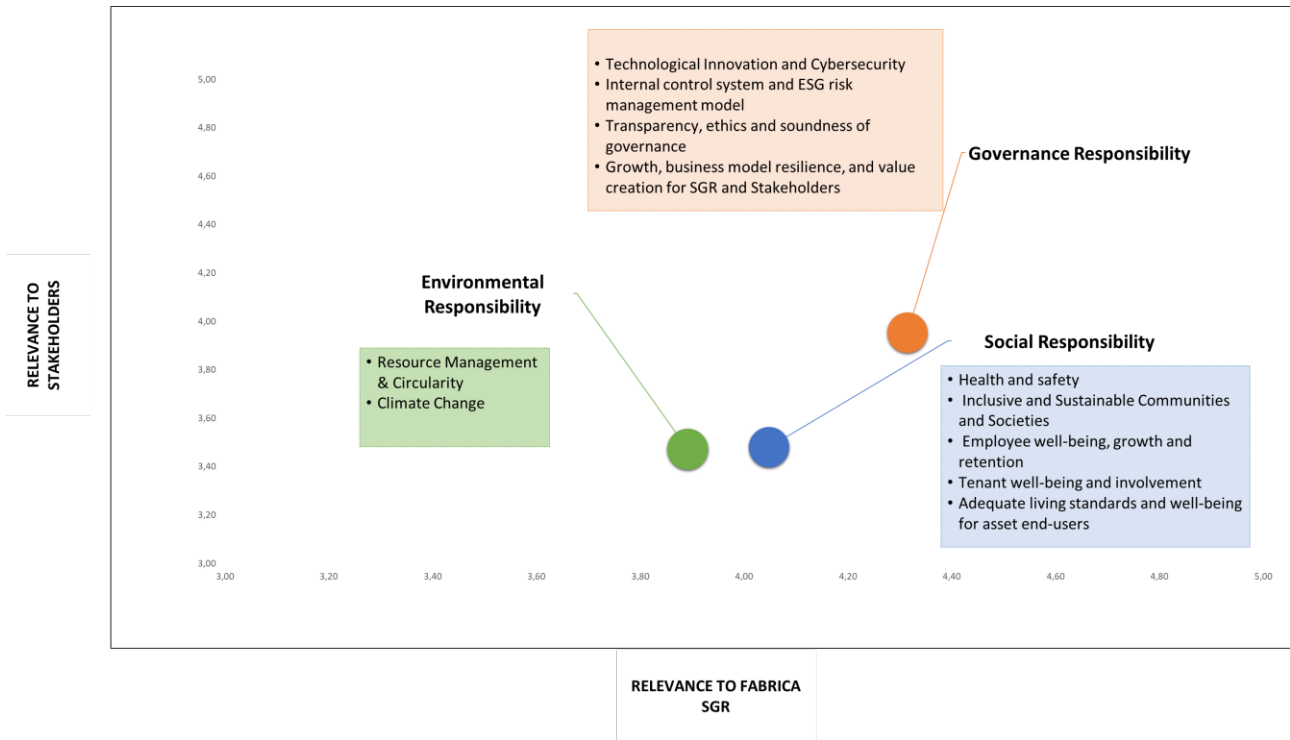 5,00
4,80
4,60
4,40
4,20
4,00
3,80
3,60
3,40
3,20
3,00
3,00 3,20 3,40 3,60 3,80 4,00 4,20 4,40 4,60 4,80 5,00
RELEVANCE TO
STAKEHOLDERS
• Technological Innovation and Cybersecurity
• Internal control system and ESG risk
management model
• Transparency, ethics and soundness of
governance
• Growth, business model resilience, and value
creation for SGR and Stakeholders
Governance Responsibility
Environmental
Responsibility
• Resource Management
& Circularity
• Climate Change
Social Responsibility
• Health and safety
• Inclusive and Sustainable Communities
and Societies
• Employee well-being, growth and
retention
• Tenant well-being and involvement
• Adequate living standards and well-being
for asset end-users
RELEVANCE TO FABRICA
SGR